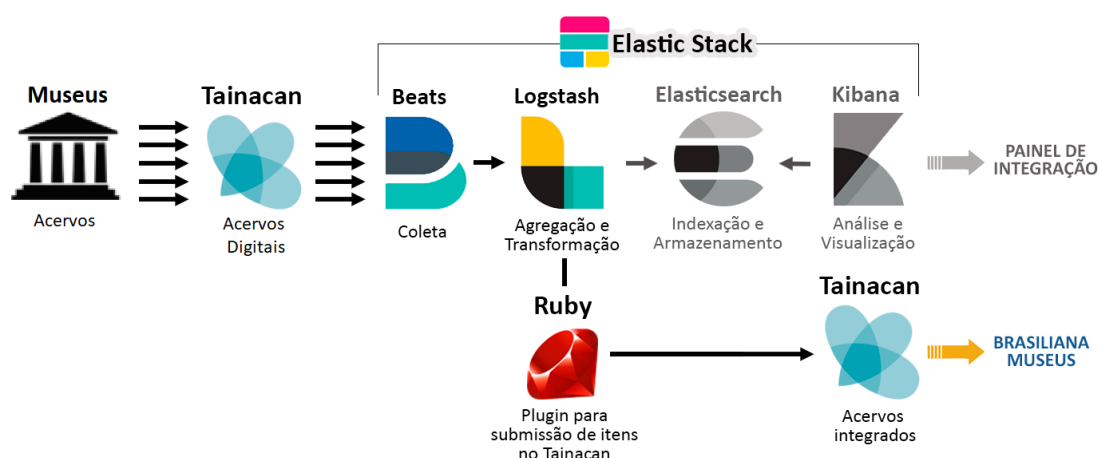 Elastic Stack
Museus
Acervos
Tainacan
Acervos
Digitais
Beats
Coleta
Logstash
Agregação e
Transformação
Elasticsearch
Indexação e
Armazenamento
Kibana
Análise e
Visualização
PAINEL DE
INTEGRAÇÃO
Ruby
Plugin para
submissão de itens
no Tainacan
Tainacan
Acervos
integrados
BRASILIANA
MUSEUS